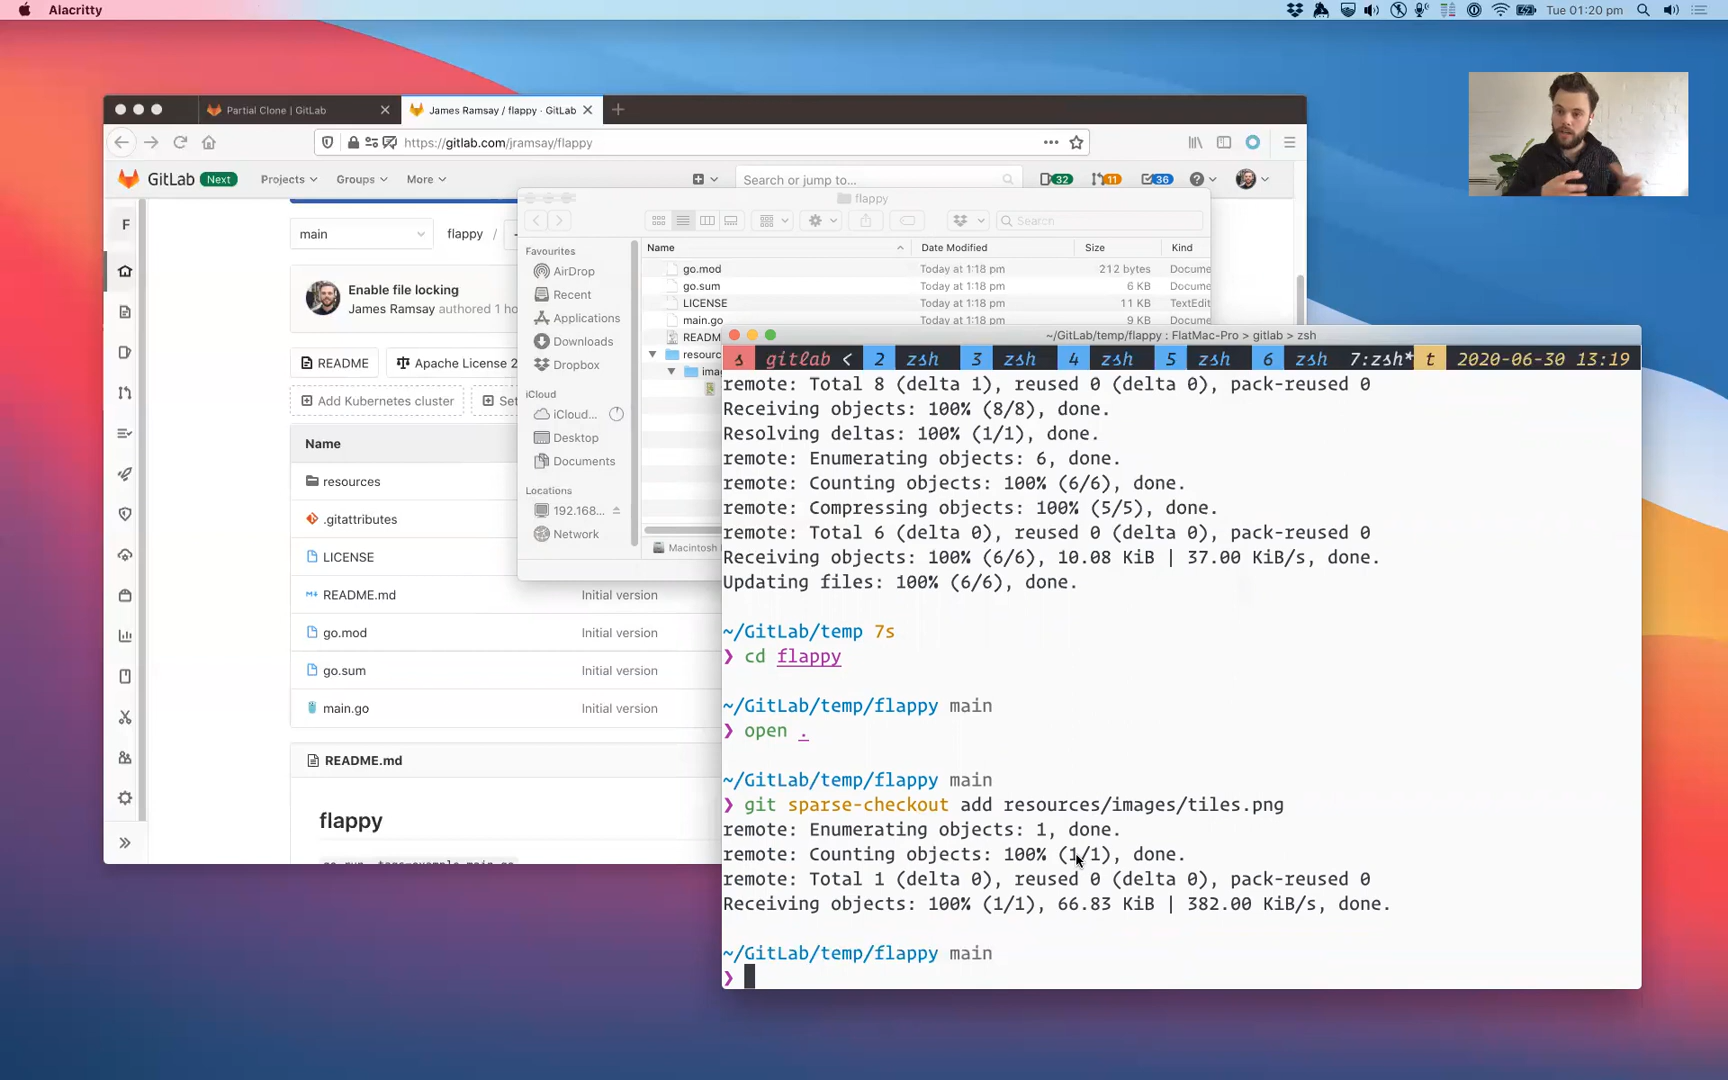 Alacritty
Tue 01:20 pm
Partial Clone | GitLab
James Ramsay / flappy · GitLab
https://gitlab.com/jramsay/flappy
GitLab Next Projects Groups More
Search or jump to...
32 11 36
F
main
flappy /
Enable file locking
James Ramsay authored 1 ho
README
Apache License 2
Add Kubernetes cluster
Set
Name
resources
.gitattributes
LICENSE
README.md
Initial version
go.mod
Initial version
go.sum
Initial version
main.go
Initial version
README.md
flappy
flappy
Search
Favourites
AirDrop
Recent
Applications
Downloads
Dropbox
iCloud
iCloud...
Desktop
Documents
Locations
192.168...
Network
Name Date Modified Size Kind
go.mod Today at 1:18 pm 212 bytes Docume
go.sum Today at 1:18 pm 6 KB Docume
LICENSE Today at 1:18 pm 11 KB TextEdit
main.go Today at 1:18 pm 9 KB Docume
READM
resourc
ima
Macintosh
~/GitLab/temp/flappy : FlatMac-Pro > gitlab > zsh
s gitlab < 2 zsh 3 zsh 4 zsh 5 zsh 6 zsh 7:zsh* t 2020-06-30 13:19
remote: Total 8 (delta 1), reused 0 (delta 0), pack-reused 0
Receiving objects: 100% (8/8), done.
Resolving deltas: 100% (1/1), done.
remote: Enumerating objects: 6, done.
remote: Counting objects: 100% (6/6), done.
remote: Compressing objects: 100% (5/5), done.
remote: Total 6 (delta 0), reused 0 (delta 0), pack-reused 0
Receiving objects: 100% (6/6), 10.08 KiB | 37.00 KiB/s, done.
Updating files: 100% (6/6), done.
~/GitLab/temp 7s
❯ cd flappy
~/GitLab/temp/flappy main
❯ open .
~/GitLab/temp/flappy main
❯ git sparse-checkout add resources/images/tiles.png
remote: Enumerating objects: 1, done.
remote: Counting objects: 100% (1/1), done.
remote: Total 1 (delta 0), reused 0 (delta 0), pack-reused 0
Receiving objects: 100% (1/1), 66.83 KiB | 382.00 KiB/s, done.
~/GitLab/temp/flappy main
❯